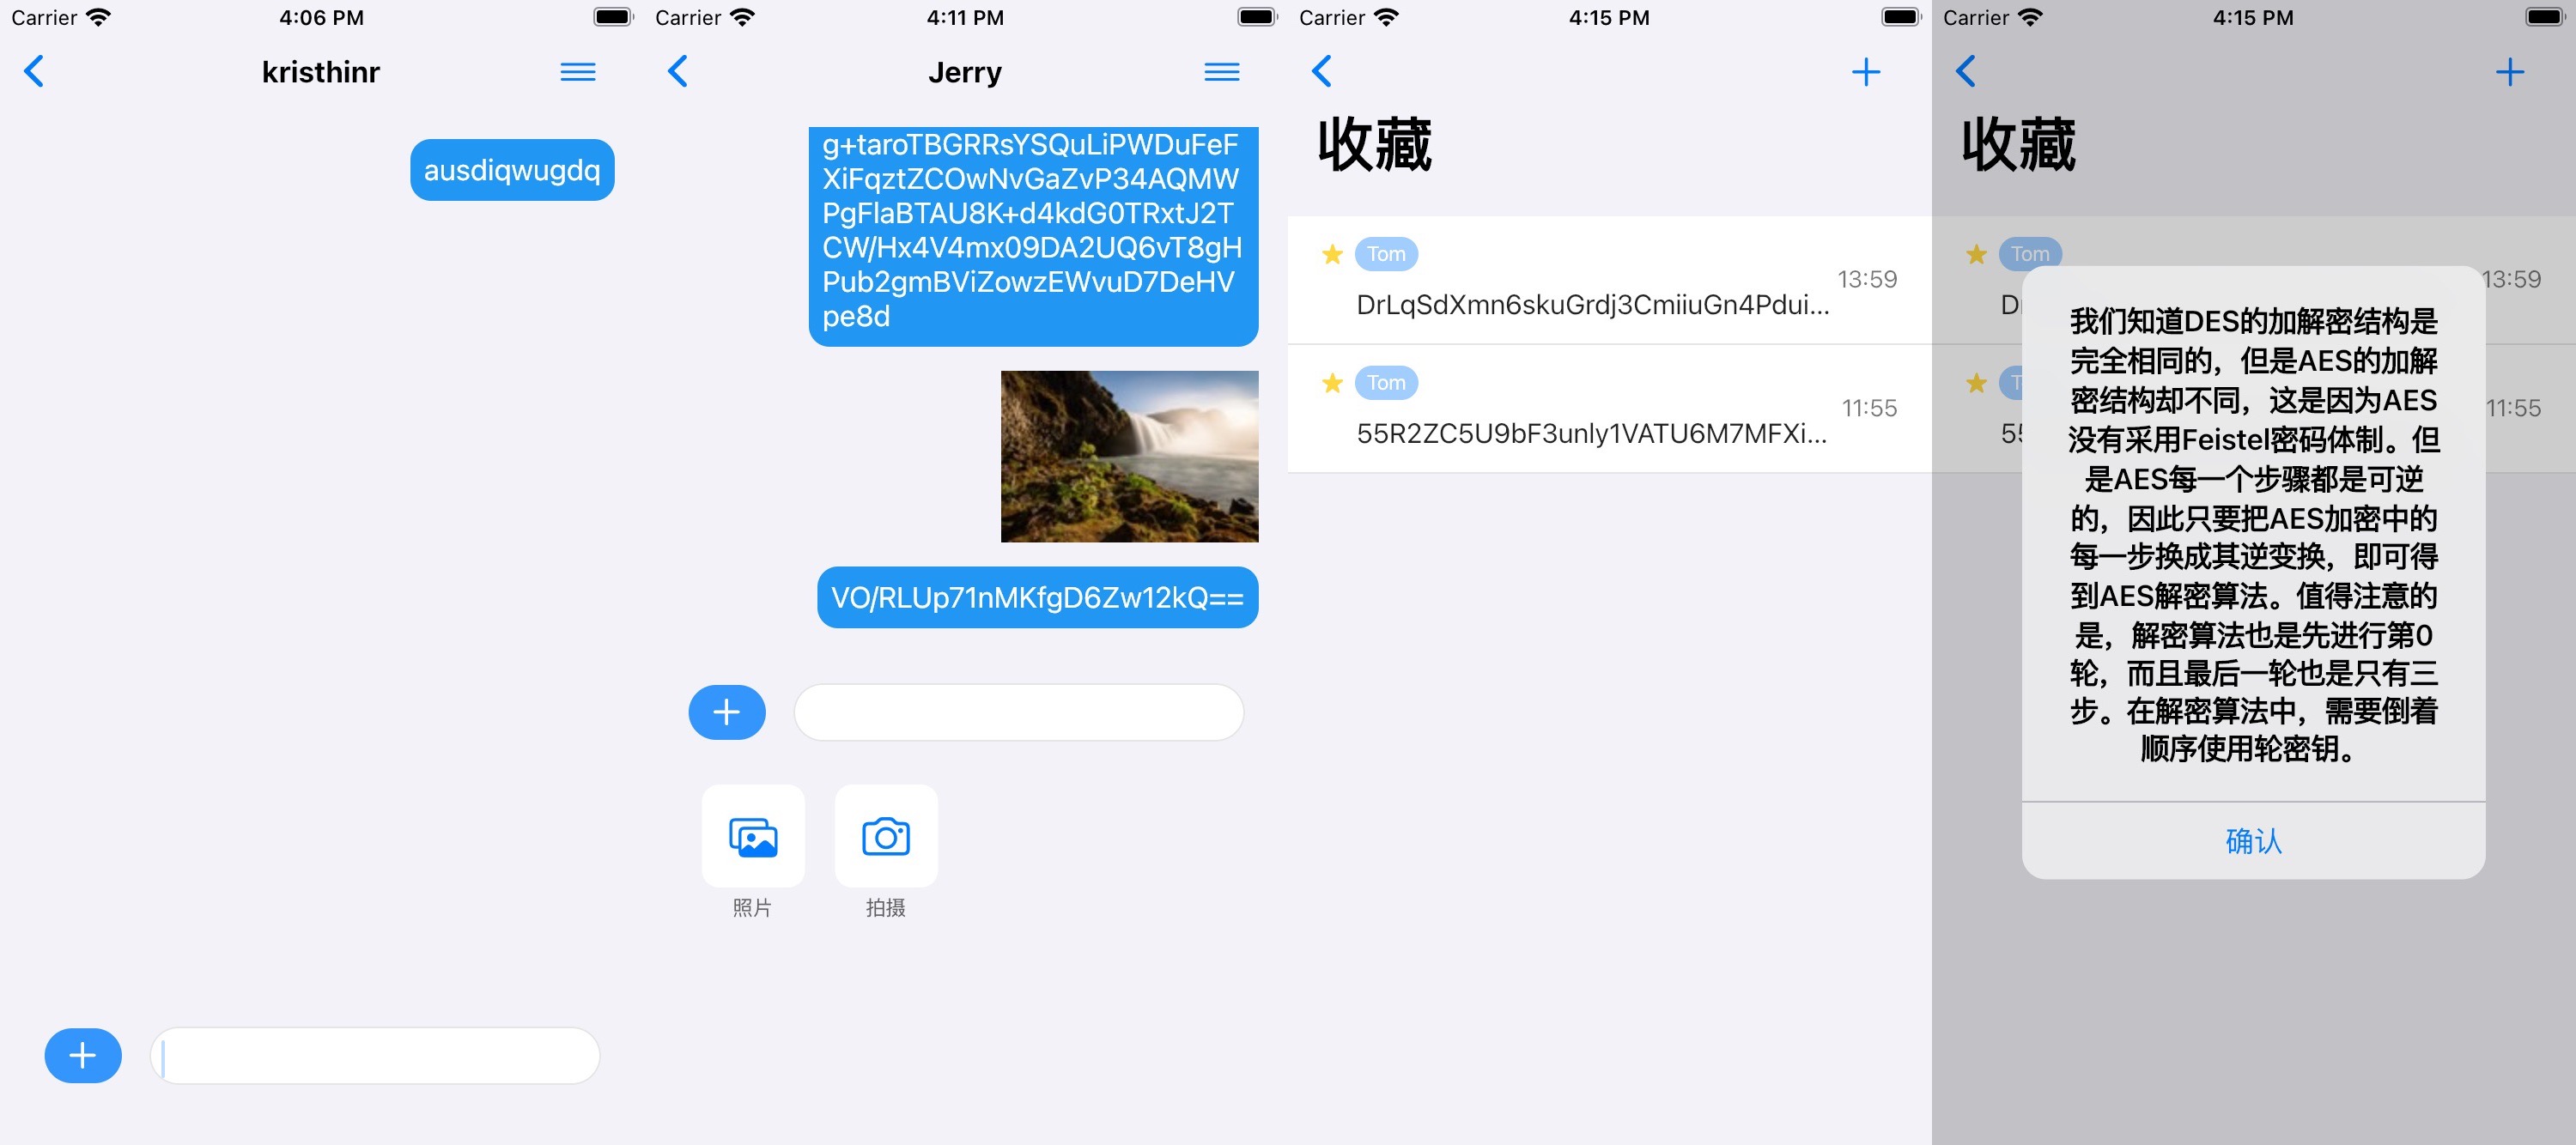 Carrier
4:06 PM
kristhinr
ausdiqwugdq
Carrier
4:11 PM
Jerry
g+taroTBGRRsYSQuLiPWDuFeF
XiFqztZCOwNvGaZvP34AQMW
PgFlaBTAU8K+d4kdG0TRxtJ2T
CW/Hx4V4mx09DA2UQ6vT8gH
Pub2gmBViZowzEWvuD7DeHV
pe8d
VO/RLUp71nMKfgD6Zw12kQ==
照片
拍摄
Carrier
4:15 PM
收藏
Tom
13:59
DrLqSdXmn6skuGrdj3CmiiuGn4Pdui...
Tom
11:55
55R2ZC5U9bF3unly1VATU6M7MFXi...
Carrier
4:15 PM
收藏
Tom
13:59
11:55
55
我们知道DES的加解密结构是
完全相同的，但是AES的加解
密结构却不同，这是因为AES
没有采用Feistel密码体制。但
是AES每一个步骤都是可逆
的，因此只要把AES加密中的
每一步换成其逆变换，即可得
到AES解密算法。值得注意的
是，解密算法也是先进行第0
轮，而且最后一轮也是只有三
步。在解密算法中，需要倒着
顺序使用轮密钥。
确认